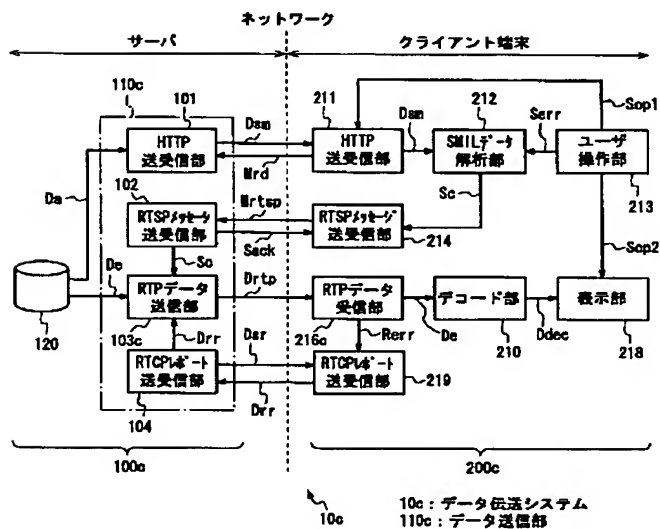 ネットワーク
サーバ
クライアント端末
110c
101
HTTP
送受信部
Dsm
Mrd
211
HTTP
送受信部
Dsm
212
SMILデータ
解析部
Serr
Sop1
ユーザ
操作部
213
Da
102
RTSPメッセージ
送受信部
Mrtsp
Sack
RTSPメッセージ
送受信部
214
Sc
Sop2
De
120
Sc
RTPデータ
送信部
103c
Drtp
RTPデータ
受信部
216a
De
デコード部
210
Ddec
表示部
218
Drr
Rerr
RTCPレポート
送受信部
104
Dsr
Drr
RTCPレポート
送受信部
219
100c
200c
10c
10c:データ伝送システム
110c:データ送信部